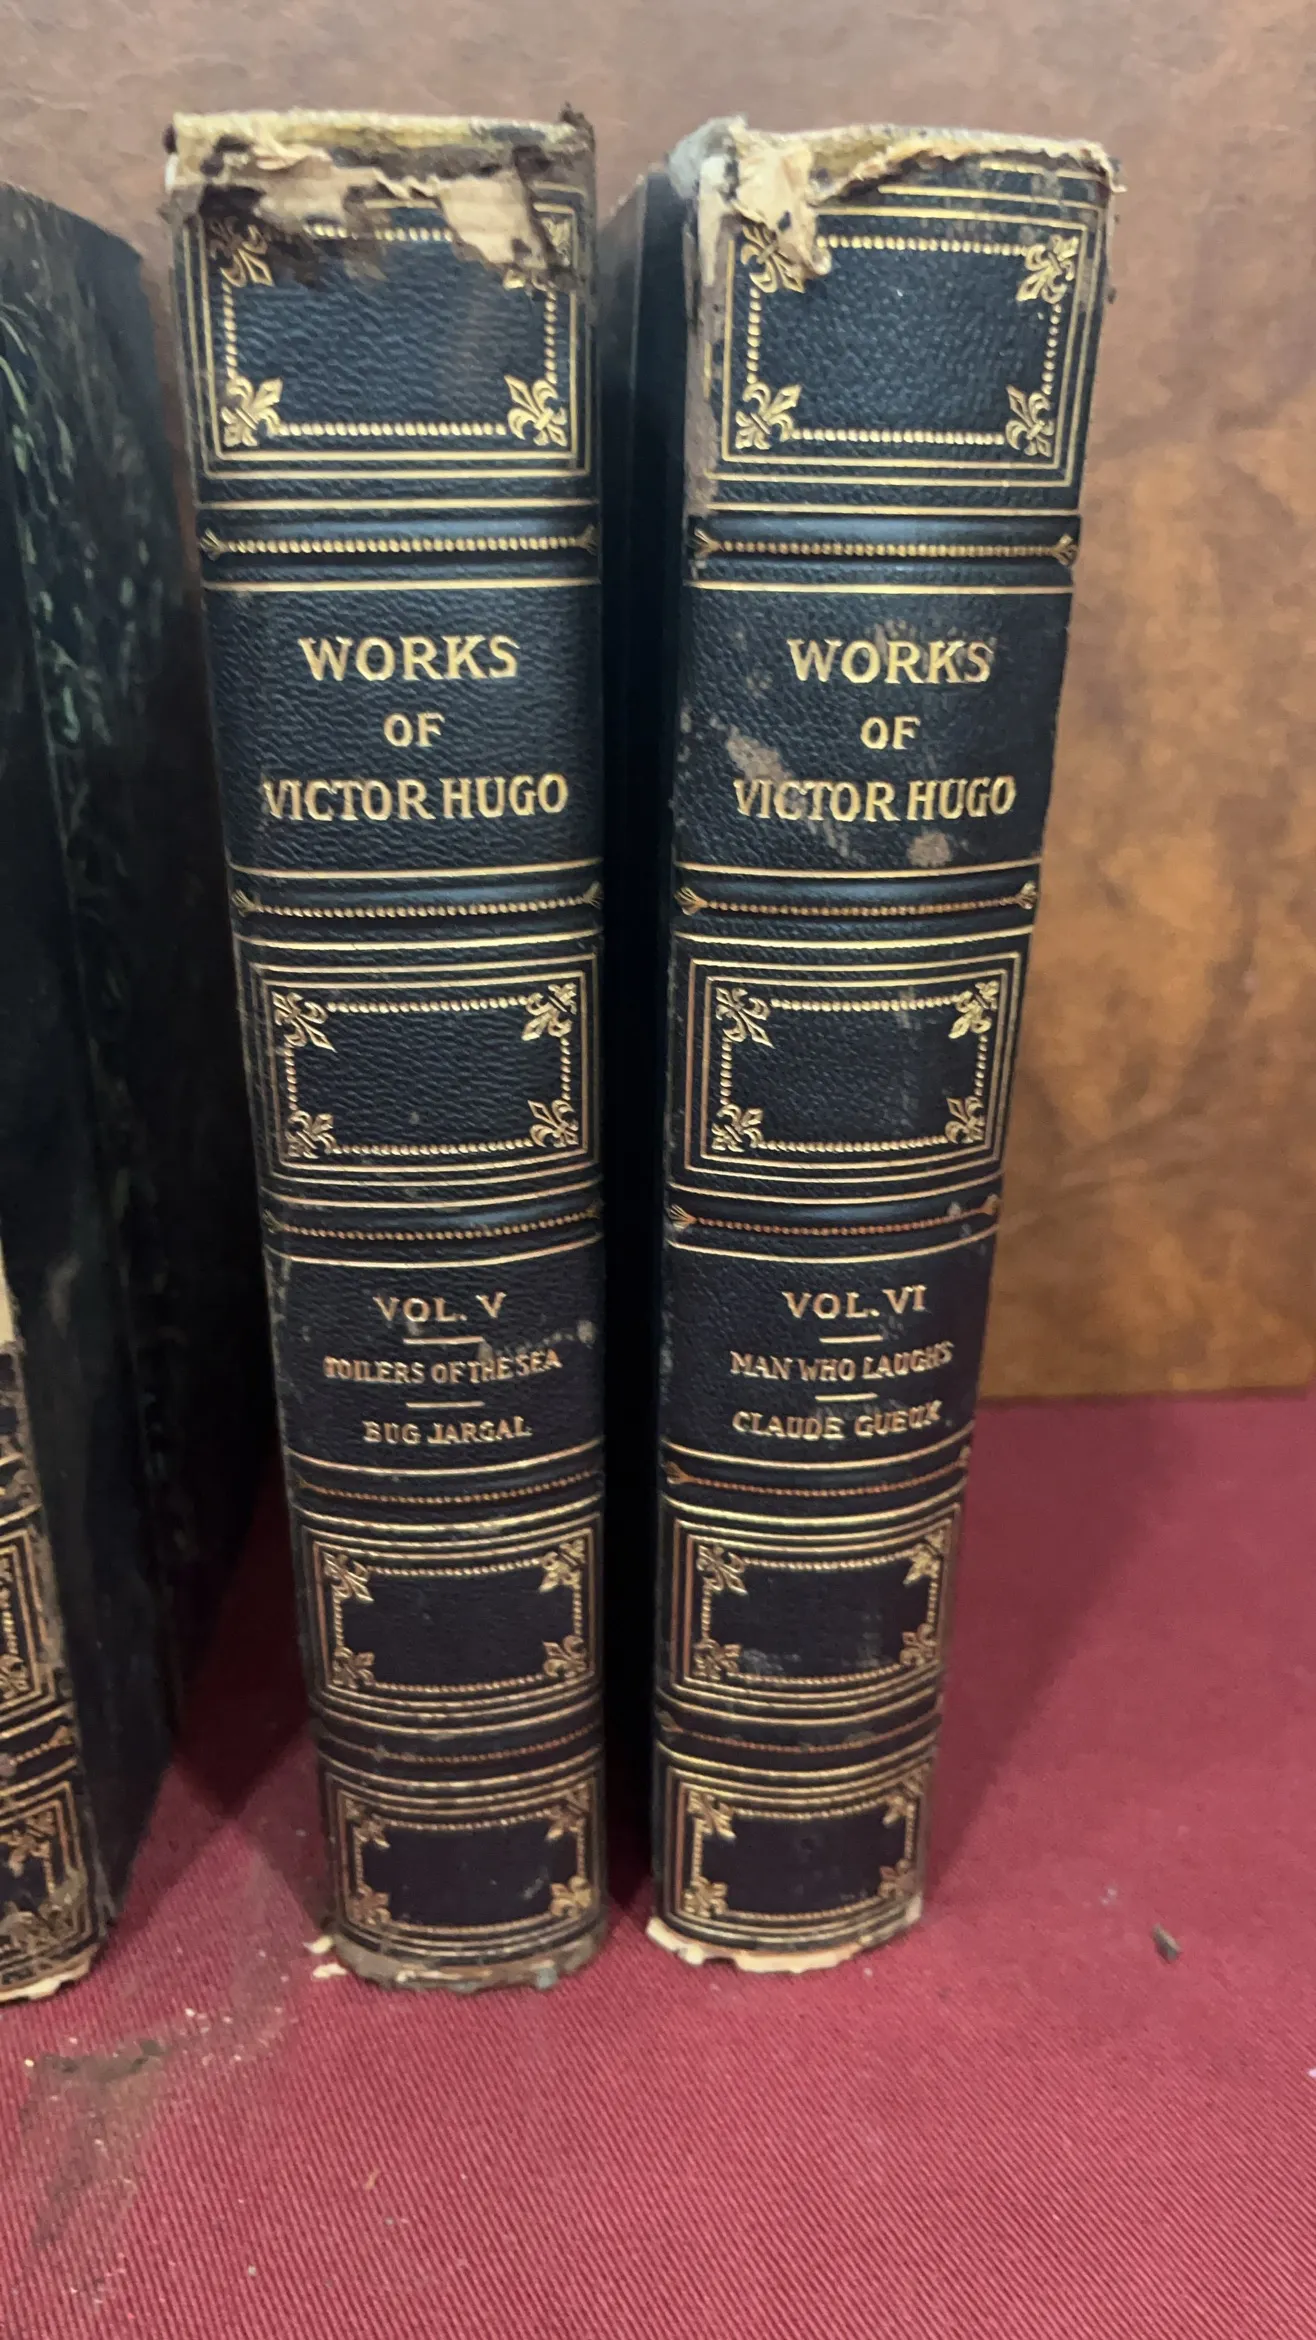 WORKS
OF
VICTOR HUGO
VOL. V
TOILERS OF THE SEA
BUG JARGAL
WORKS
OF
VICTOR HUGO
VOL. VI
MAN WHO LAUGHS
CLAUDE GUEUX